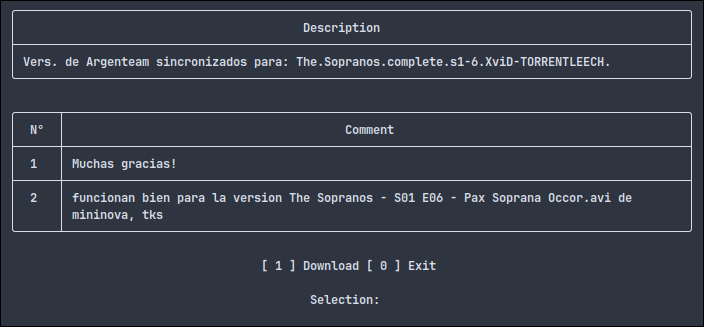 Description
Vers. de Argenteam sincronizados para: The.Sopranos.complete.s1-6.XviD-TORRENTLEECH.
N° Comment
1 Muchas gracias!
2 funcionan bien para la version The Sopranos - S01 E06 - Pax Soprana Occor.avi de
mininova, tks
[ 1 ] Download [ 0 ] Exit
Selection: